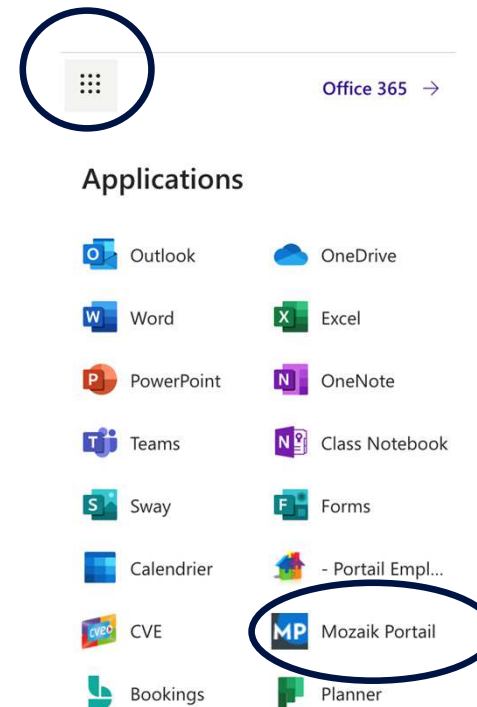 Office 365 →
Applications
Outlook OneDrive
Word Excel
PowerPoint OneNote
Teams Class Notebook
Sway Forms
Calendrier - Portail Empl...
CVE Mozaik Portail
Bookings Planner